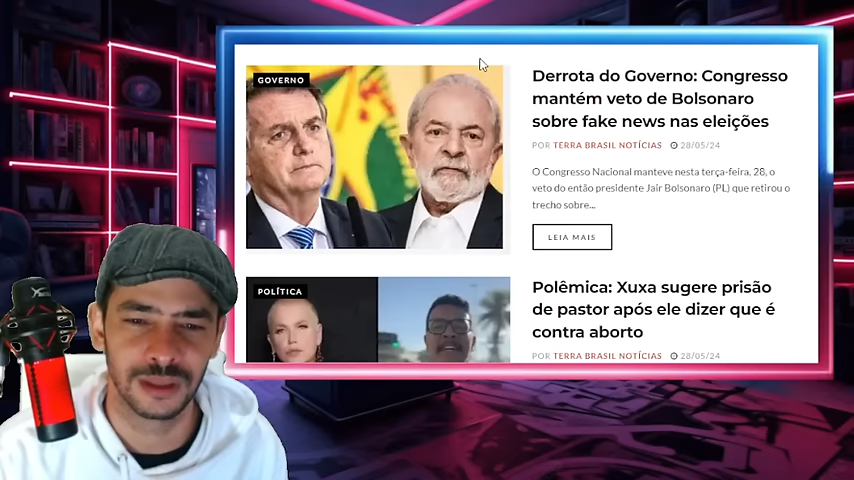 GOVERNO
Derrota do Governo: Congresso
mantém veto de Bolsonaro
sobre fake news nas eleições
POR TERRA BRASIL NOTÍCIAS 28/05/24
O Congresso Nacional manteve nesta terça-feira, 28, o
veto do então presidente Jair Bolsonaro (PL) que retirou o
trecho sobre...
LEIA MAIS
POLÍTICA
Polêmica: Xuxa sugere prisão
de pastor após ele dizer que é
contra aborto
POR TERRA BRASIL NOTÍCIAS 28/05/24